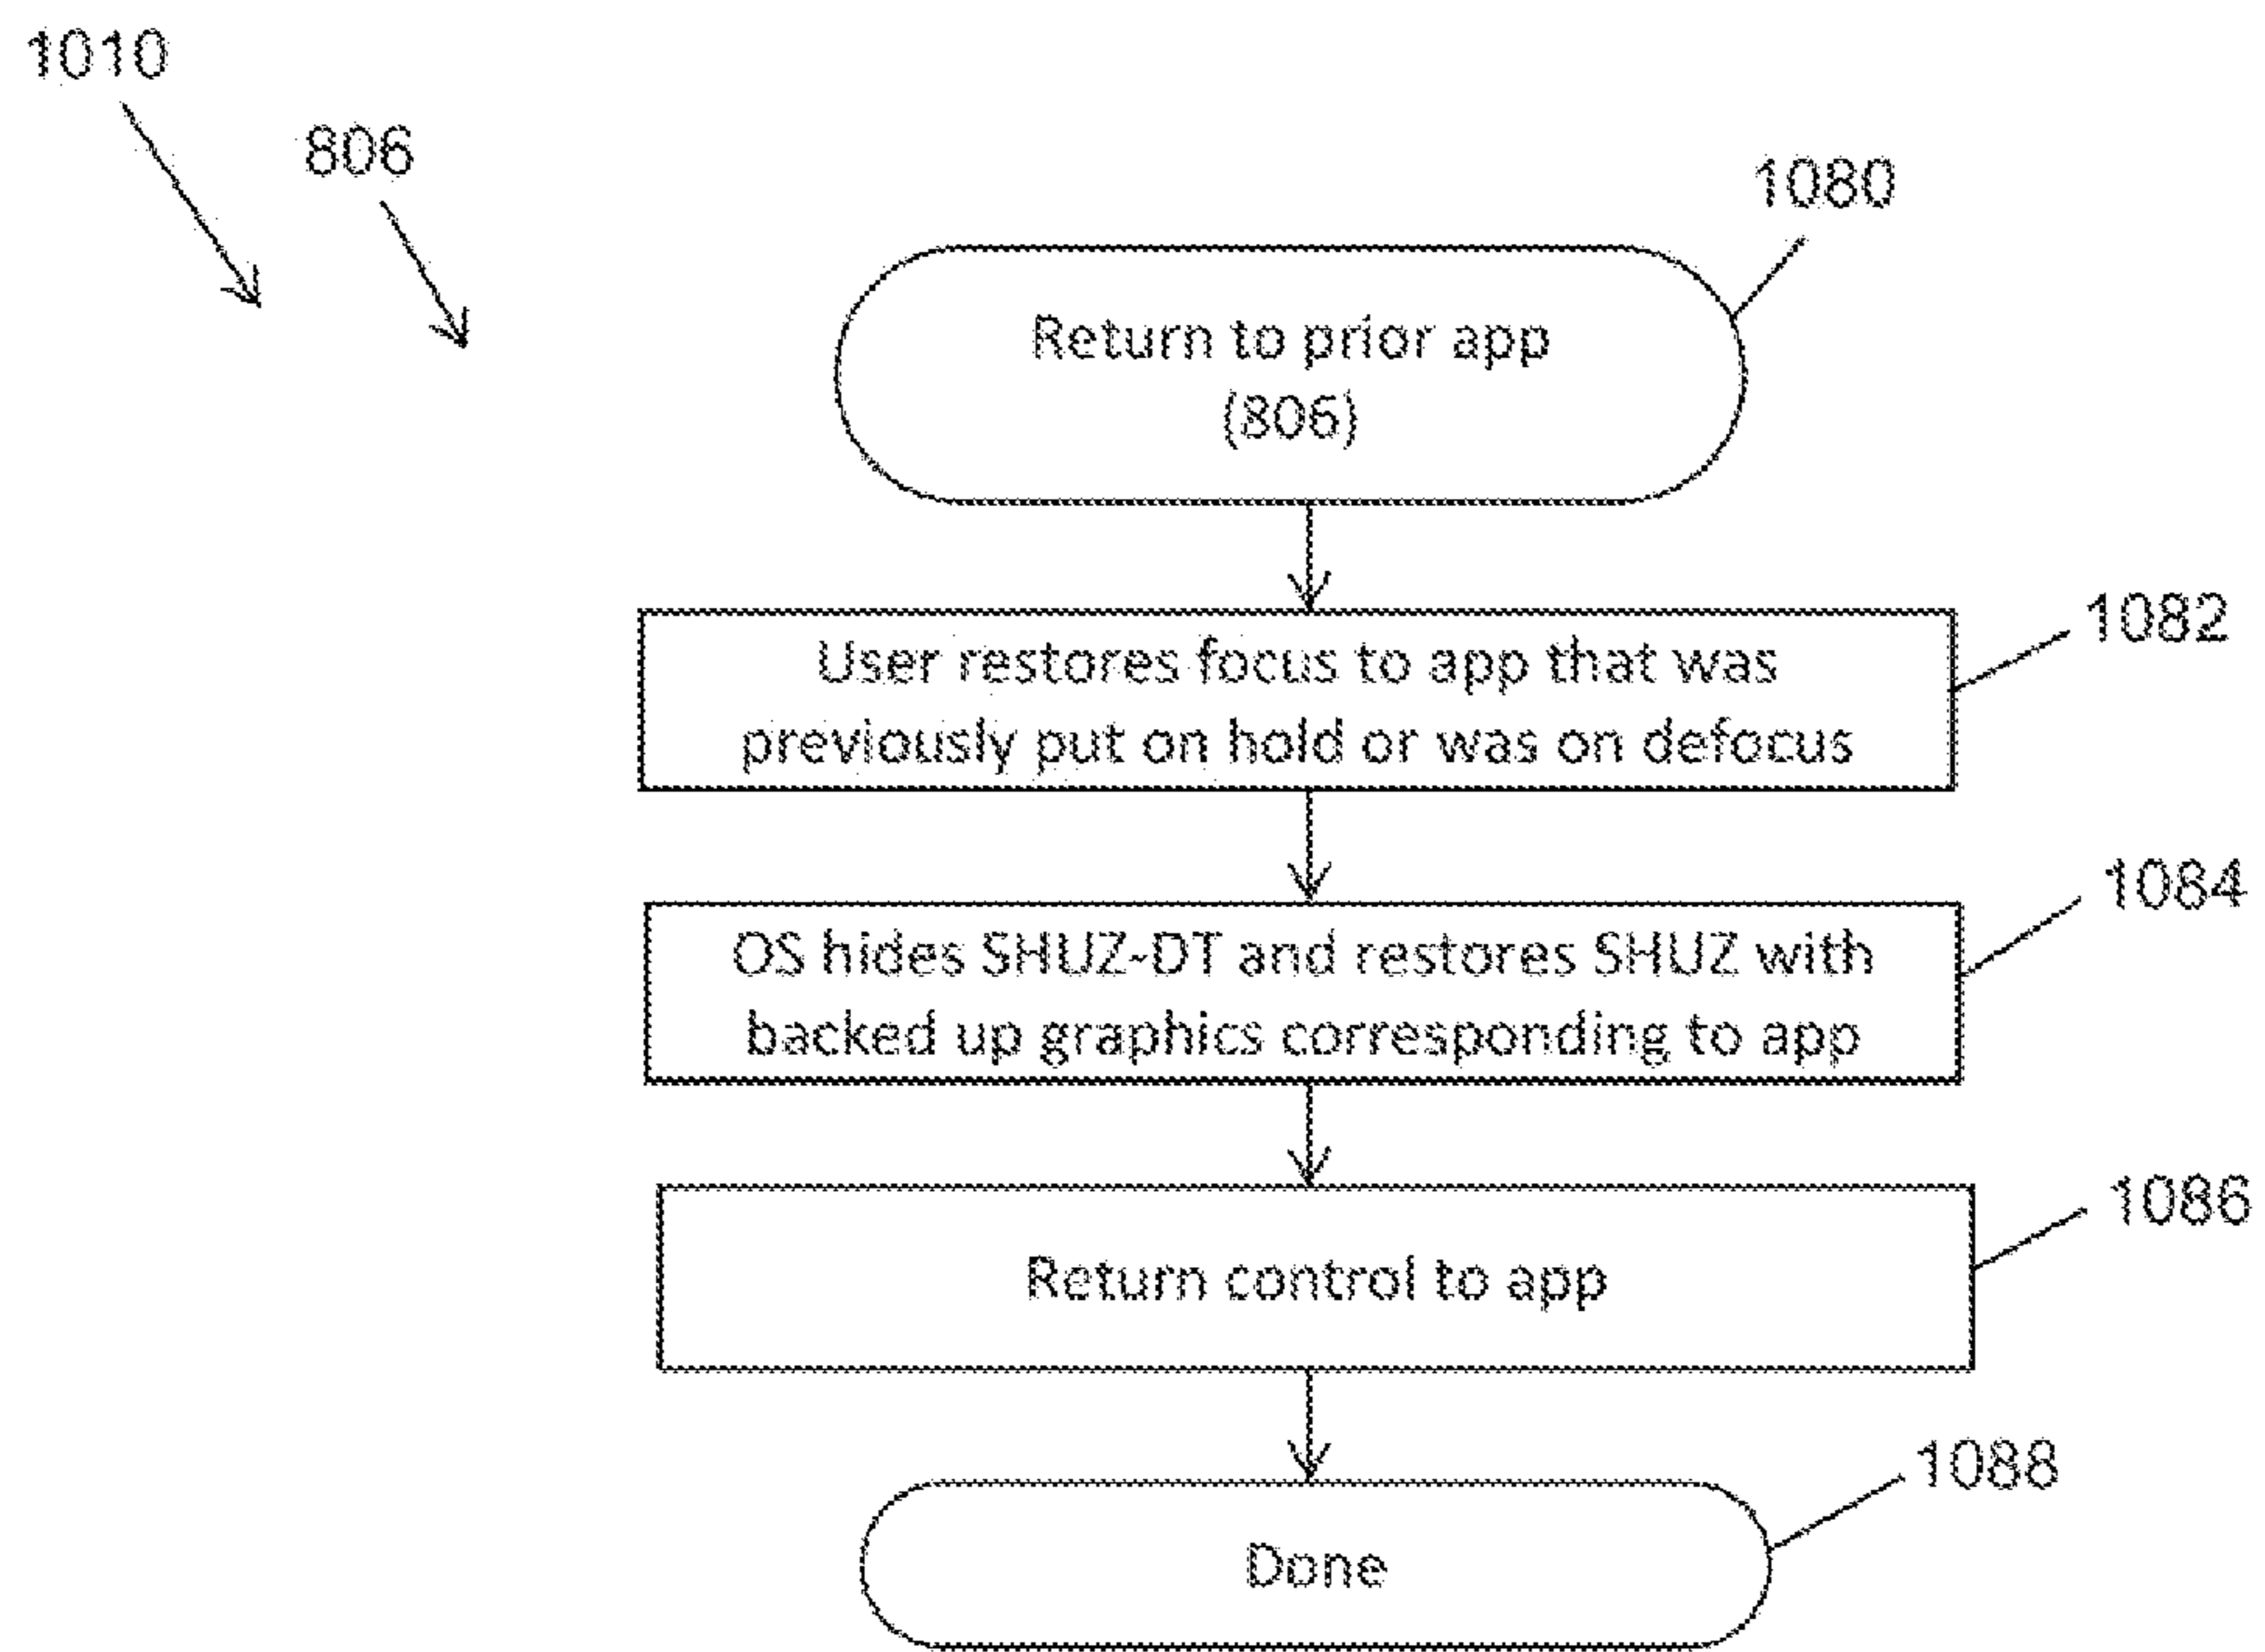 1010
806
1080
Return to prior app
(806)
1082
User restores focus to app that was
previously put on hold or was on defocus
1084
OS hides SHUZ-DT and restores SHUZ with
backed up graphics corresponding to app
1086
Return control to app
1088
Done